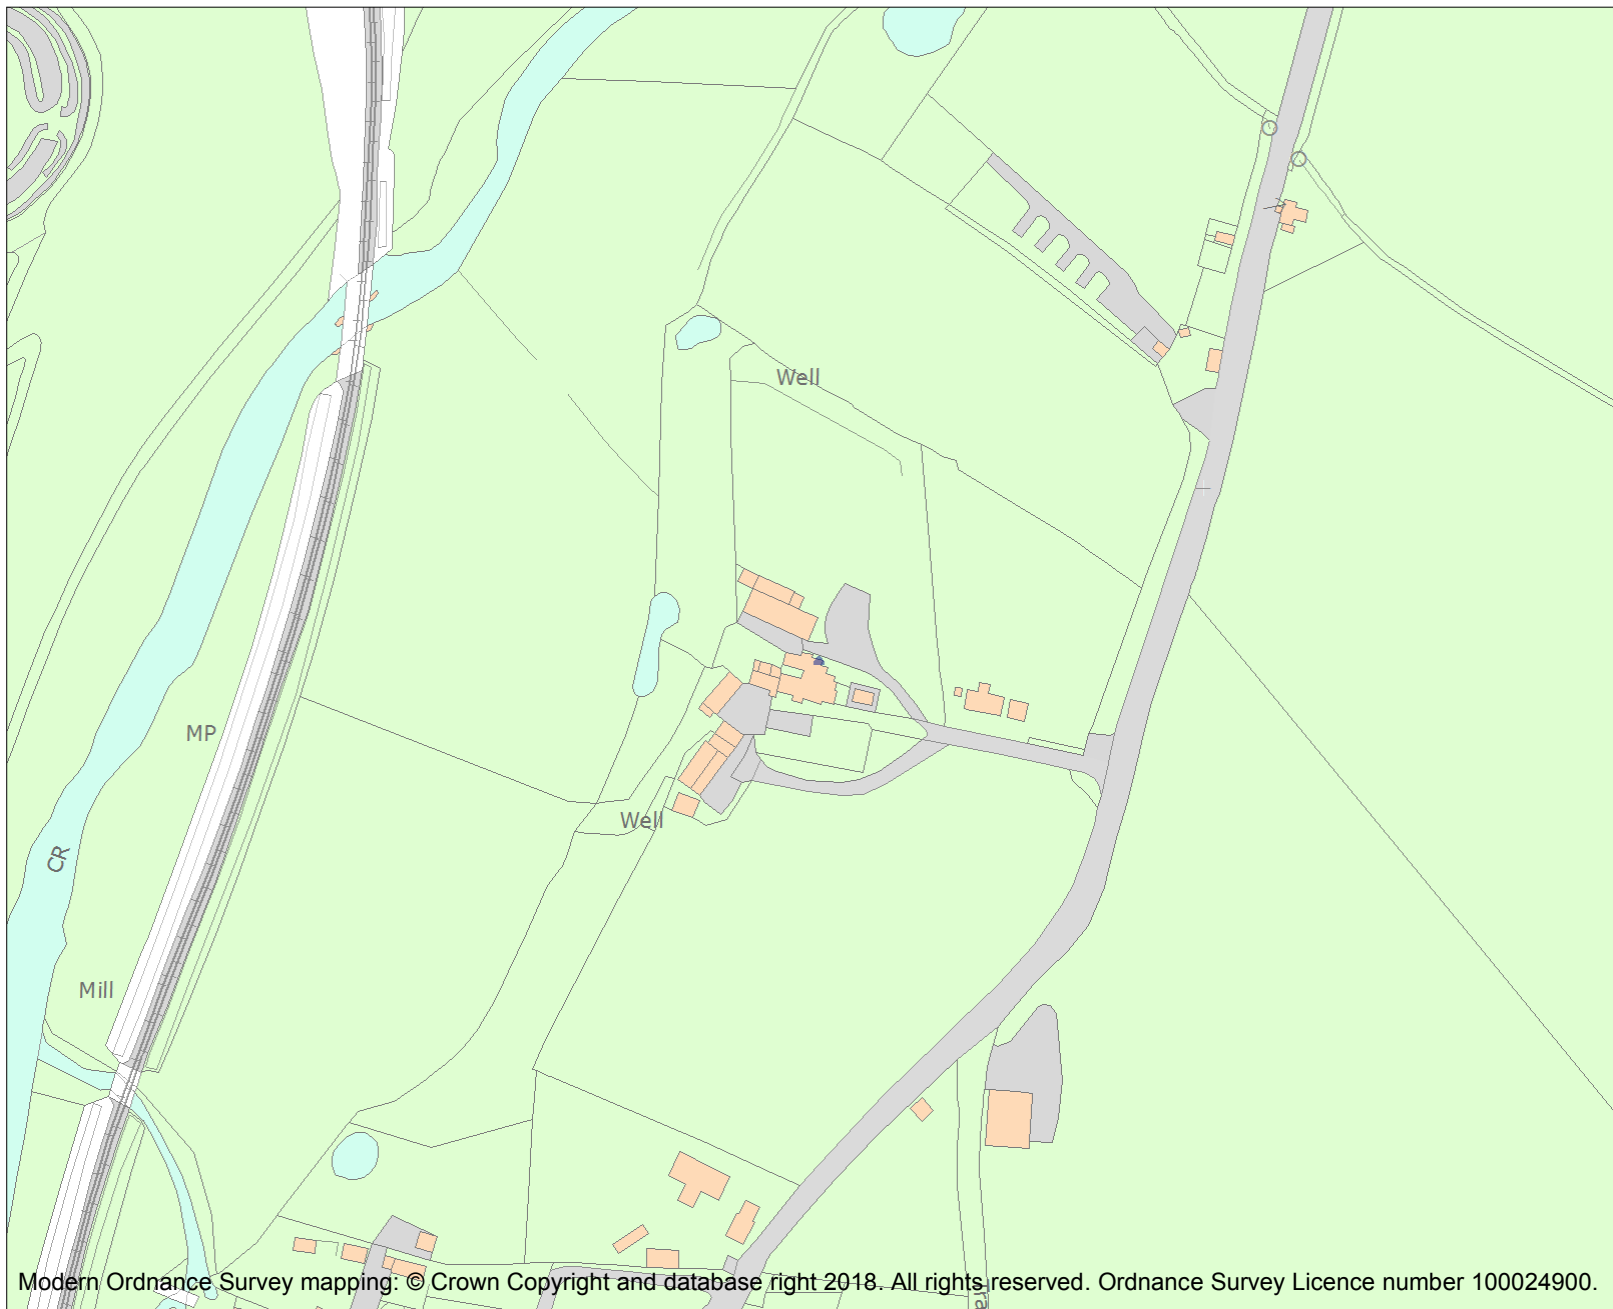 Well
MP
Well
CR
Mill
Modern Ordnance Survey mapping: © Crown Copyright and database right 2018. All rights reserved. Ordnance Survey Licence number 100024900.